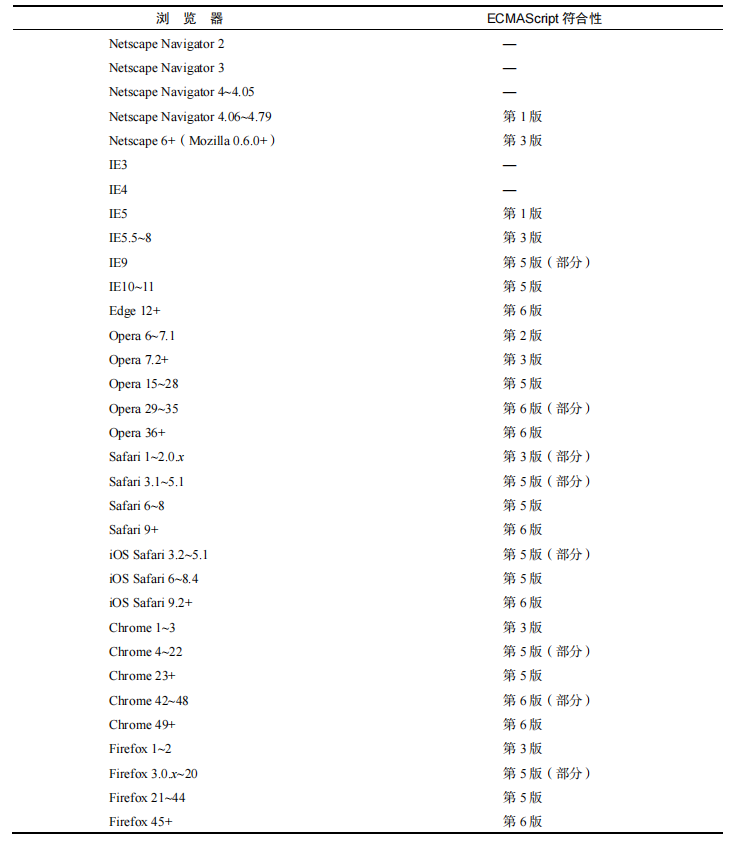 浏 览 器 ECMAScript 符合性
Netscape Navigator 2 —
Netscape Navigator 3 —
Netscape Navigator 4~4.05 —
Netscape Navigator 4.06~4.79 第 1 版
Netscape 6+（Mozilla 0.6.0+） 第 3 版
IE3 —
IE4 —
IE5 第 1 版
IE5.5~8 第 3 版
IE9 第 5 版（部分）
IE10~11 第 5 版
Edge 12+ 第 6 版
Opera 6~7.1 第 2 版
Opera 7.2+ 第 3 版
Opera 15~28 第 5 版
Opera 29~35 第 6 版（部分）
Opera 36+ 第 6 版
Safari 1~2.0.x 第 3 版（部分）
Safari 3.1~5.1 第 5 版（部分）
Safari 6~8 第 5 版
Safari 9+ 第 6 版
iOS Safari 3.2~5.1 第 5 版（部分）
iOS Safari 6~8.4 第 5 版
iOS Safari 9.2+ 第 6 版
Chrome 1~3 第 3 版
Chrome 4~22 第 5 版（部分）
Chrome 23+ 第 5 版
Chrome 42~48 第 6 版（部分）
Chrome 49+ 第 6 版
Firefox 1~2 第 3 版
Firefox 3.0.x~20 第 5 版（部分）
Firefox 21~44 第 5 版
Firefox 45+ 第 6 版